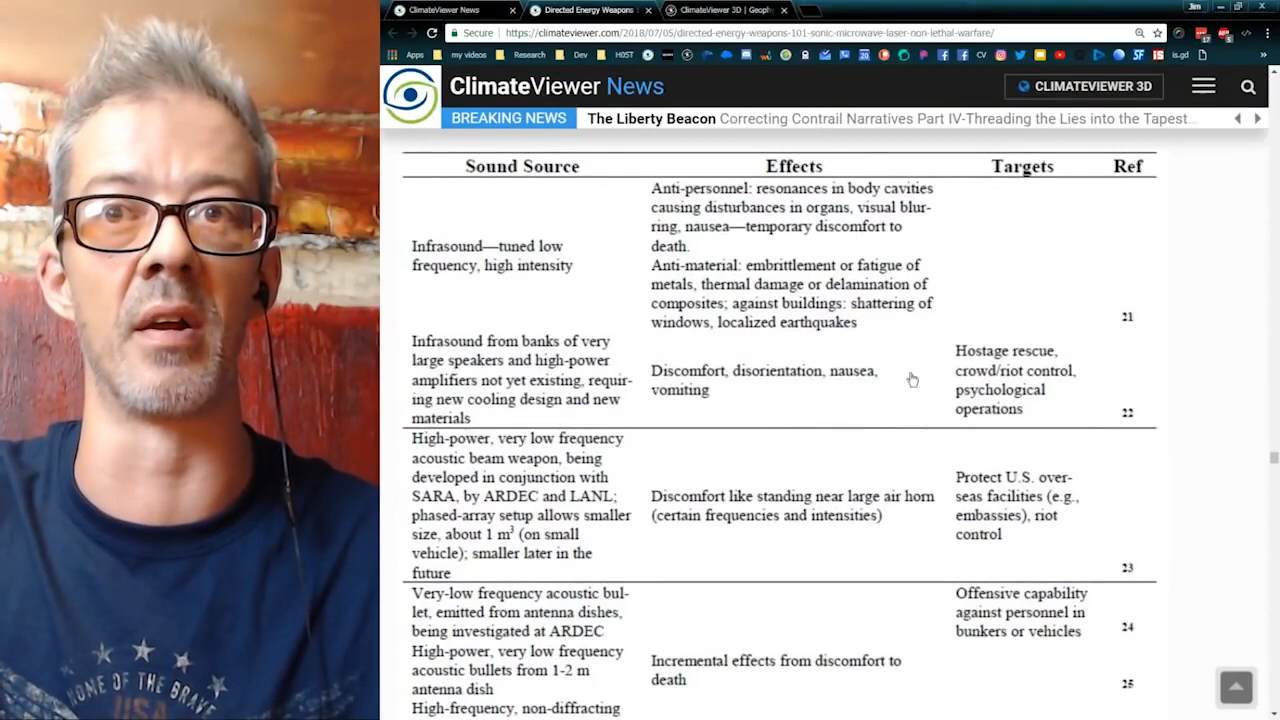 ClimateViewer News
Directed Energy Weapons
ClimateViewer 3D | Geoph
Jim
Secure
https://climateviewer.com/2018/07/05/directed-energy-weapons-101-sonic-microwave-laser-non-lethal-warfare/
Apps
my videos
Research
Dev
H0ST
is.gd
ClimateViewer News
CLIMATEVIEWER 3D
BREAKING NEWS
The Liberty Beacon Correcting Contrail Narratives Part IV-Threading the Lies into the Tapest...
Sound Source Effects Targets Ref
Infrasound—tuned low
frequency, high intensity
Anti-personnel: resonances in body cavities
causing disturbances in organs, visual blur-
ring, nausea—temporary discomfort to
death.
Anti-material: embrittlement or fatigue of
metals, thermal damage or delamination of
composites; against buildings: shattering of
windows, localized earthquakes
21
Infrasound from banks of very
large speakers and high-power
amplifiers not yet existing, requir-
ing new cooling design and new
materials
Discomfort, disorientation, nausea,
vomiting
Hostage rescue,
crowd/riot control,
psychological
operations
22
High-power, very low frequency
acoustic beam weapon, being
developed in conjunction with
SARA, by ARDEC and LANL;
phased-array setup allows smaller
size, about 1 m³ (on small
vehicle); smaller later in the
future
Discomfort like standing near large air horn
(certain frequencies and intensities)
Protect U.S. over-
seas facilities (e.g.,
embassies), riot
control
23
Very-low frequency acoustic bul-
let, emitted from antenna dishes,
being investigated at ARDEC
Offensive capability
against personnel in
bunkers or vehicles
24
High-power, very low frequency
acoustic bullets from 1-2 m
antenna dish
Incremental effects from discomfort to
death
25
High-frequency, non-diffracting
HOME OF THE BRAVE
USA